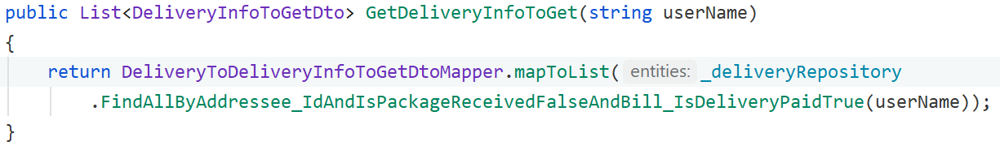 public List<DeliveryInfoToGetDto> GetDeliveryInfoToGet(string userName)
{
return DeliveryToDeliveryInfoToGetDtoMapper.mapToList( entities: _deliveryRepository
.FindAllByAddressee_IdAndIsPackageReceivedFalseAndBill_IsDeliveryPaidTrue(userName));
}